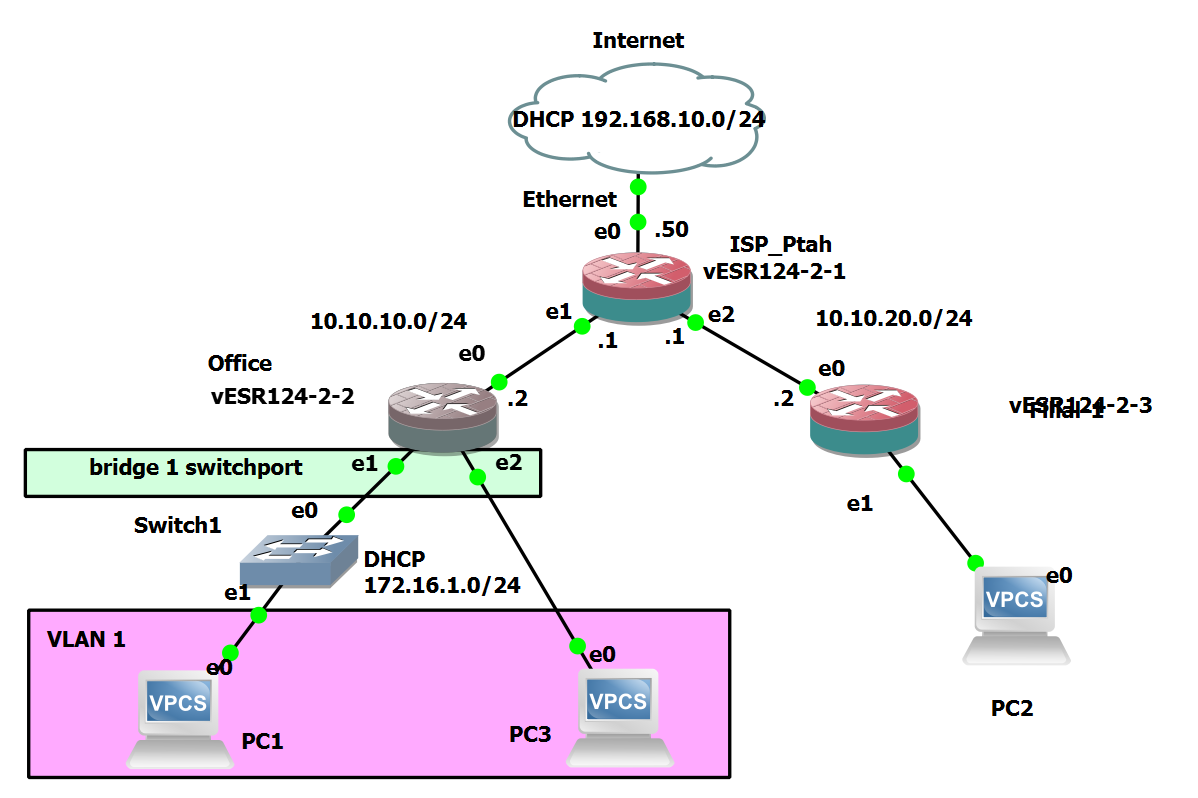 Internet
DHCP 192.168.10.0/24
Ethernet
e0
.50
ISP_Ptah
vESR124-2-1
e1
e2
10.10.10.0/24
10.10.20.0/24
.1
.1
e0
e0
Office
vESR124-2-2
.2
.2
vESR124-2-3
Filial 1
bridge 1 switchport
e1
e2
e0
e1
Switch1
DHCP
172.16.1.0/24
e1
e0
VLAN 1
e0
e0
VPCS
VPCS
VPCS
PC1
PC3
PC2